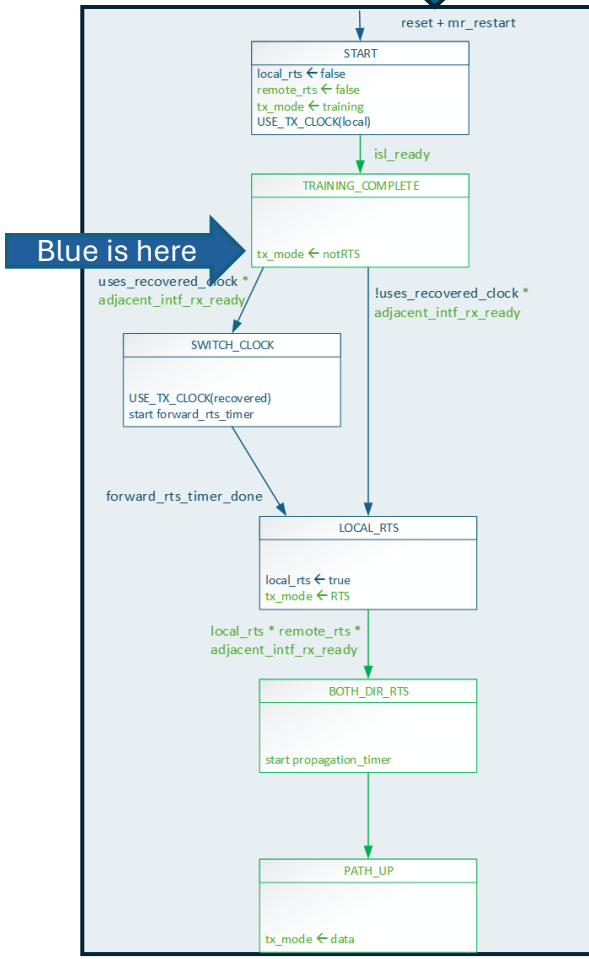 reset + mr_restart
START
local_rts ← false
remote_rts ← false
tx_mode ← training
USE_TX_CLOCK(local)
isl_ready
TRAINING_COMPLETE
Blue is here
tx_mode ← notRTS
uses_recovered_clock *
adjacent_intf_rx_ready
!uses_recovered_clock *
adjacent_intf_rx_ready
SWITCH_CLOCK
USE_TX_CLOCK(recovered)
start forward_rts_timer
forward_rts_timer_done
LOCAL_RTS
local_rts ← true
tx_mode ← RTS
local_rts * remote_rts *
adjacent_intf_rx_ready
BOTH_DIR_RTS
start propagation_timer
PATH_UP
tx_mode ← data